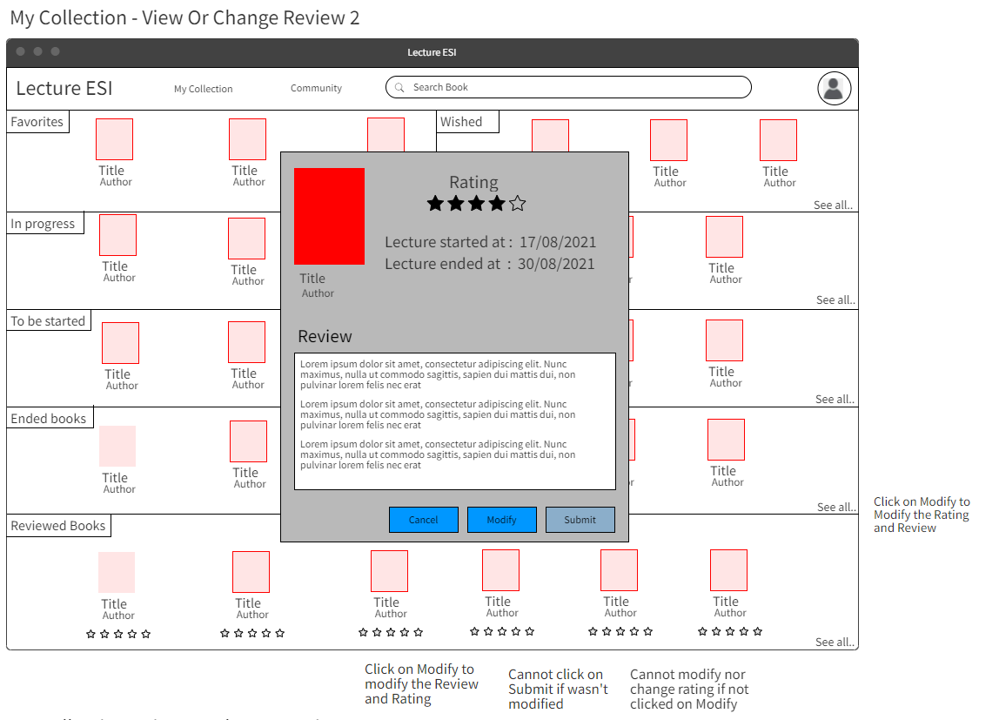 My Collection - View Or Change Review 2
Lecture ESI
Lecture ESI
My Collection
Community
Search Book
Favorites
Wished
Title
Author
Title
Author
Title
Author
Title
Author
See all..
In progress
Title
Author
Title
Author
Title
Author
See all..
To be started
Title
Author
Title
Author
Title
Author
See all..
Ended books
Title
Author
Title
Author
Title
Author
See all..
Rating
Lecture started at : 17/08/2021
Lecture ended at : 30/08/2021
Title
Author
Review
Lorem ipsum dolor sit amet, consectetur adipiscing elit. Nunc
maximus, nulla ut commodo sagittis, sapien dui mattis dui, non
pulvinar lorem felis nec erat
Lorem ipsum dolor sit amet, consectetur adipiscing elit. Nunc
maximus, nulla ut commodo sagittis, sapien dui mattis dui, non
pulvinar lorem felis nec erat
Lorem ipsum dolor sit amet, consectetur adipiscing elit. Nunc
maximus, nulla ut commodo sagittis, sapien dui mattis dui, non
pulvinar lorem felis nec erat
Cancel
Modify
Submit
Click on Modify to
Modify the Rating
and Review
Reviewed Books
Title
Author
Title
Author
Title
Author
Title
Author
Title
Author
Title
Author
See all..
Click on Modify to
modify the Review
and Rating
Cannot click on
Submit if wasn't
modified
Cannot modify nor
change rating if not
clicked on Modify